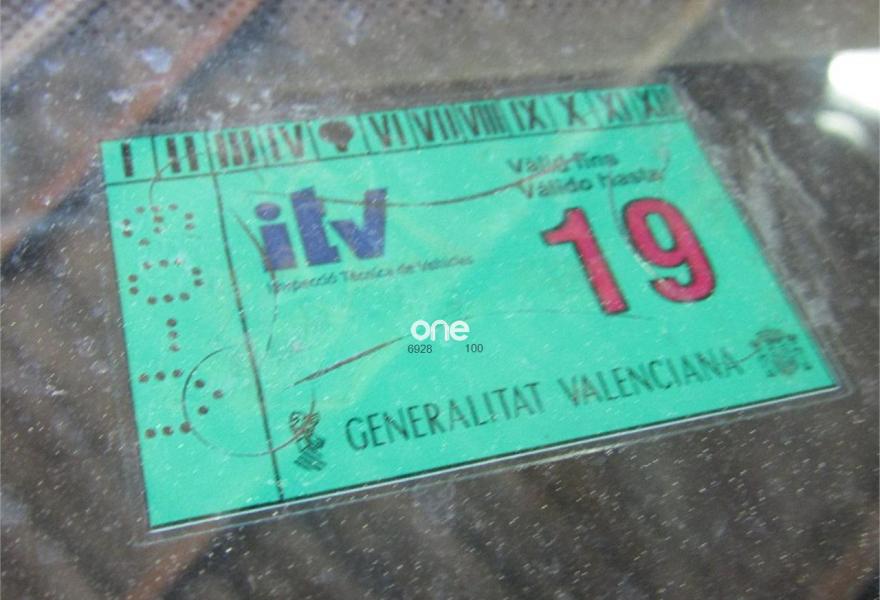 I II III IV VI VII VIII IX X XI XII
Vàlid fins
Válido hasta
itv
Inspecció Tècnica de Vehicles
19
one
6928 100
GENERALITAT VALENCIANA